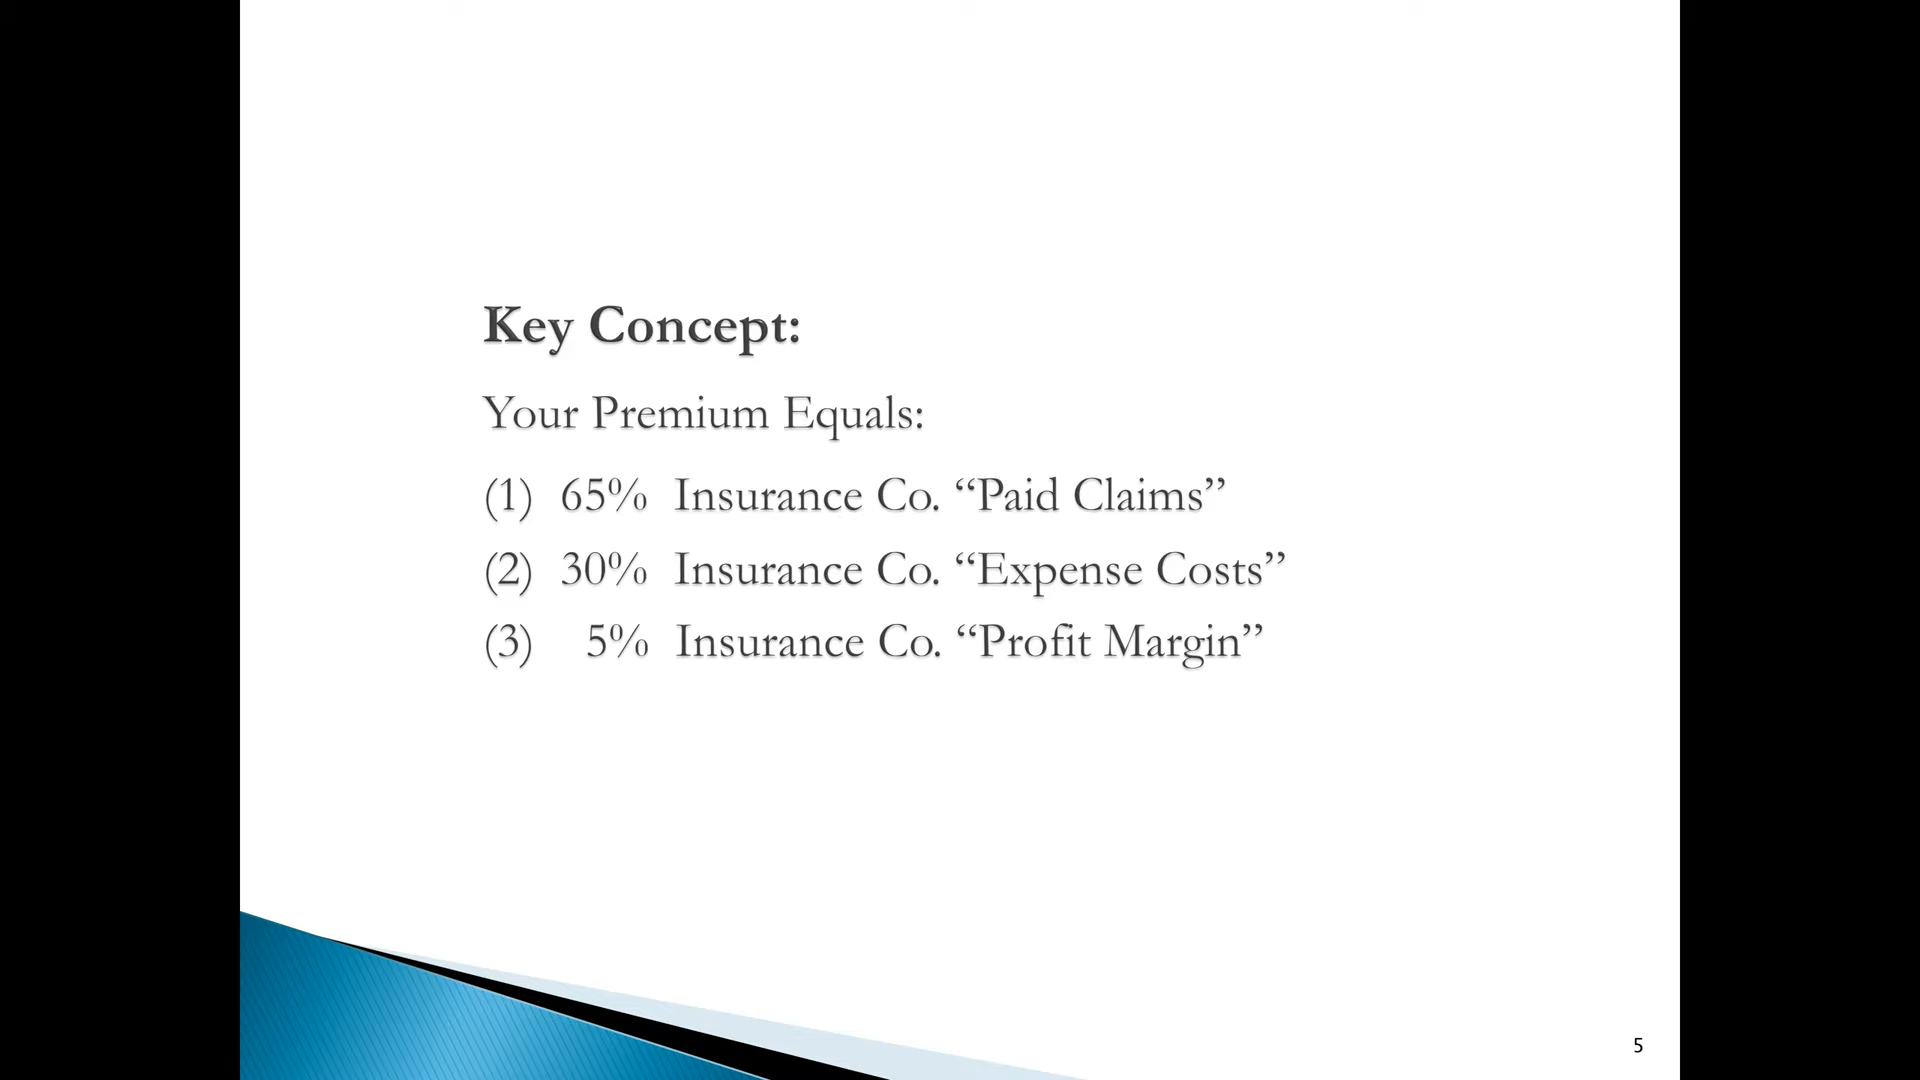 Key Concept:
Your Premium Equals:
(1) 65% Insurance Co. “Paid Claims”
(2) 30% Insurance Co. “Expense Costs”
(3) 5% Insurance Co. “Profit Margin”
5